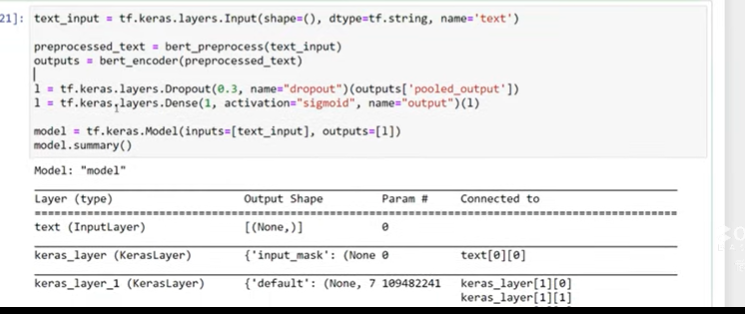 21]: text_input = tf.keras.layers.Input(shape=(), dtype=tf.string, name='text')
preprocessed_text = bert_preprocess(text_input)
outputs = bert_encoder(preprocessed_text)
l = tf.keras.layers.Dropout(0.3, name="dropout")(outputs['pooled_output'])
l = tf.keras.layers.Dense(1, activation="sigmoid", name="output")(l)
model = tf.keras.Model(inputs=[text_input], outputs=[l])
model.summary()
Model: "model"
Layer (type) Output Shape Param # Connected to
text (InputLayer) [(None,)] 0
keras_layer (KerasLayer) {'input_mask': (None 0 text[0][0]
keras_layer_1 (KerasLayer) {'default': (None, 7 109482241 keras_layer[1][0]
keras_layer[1][1]